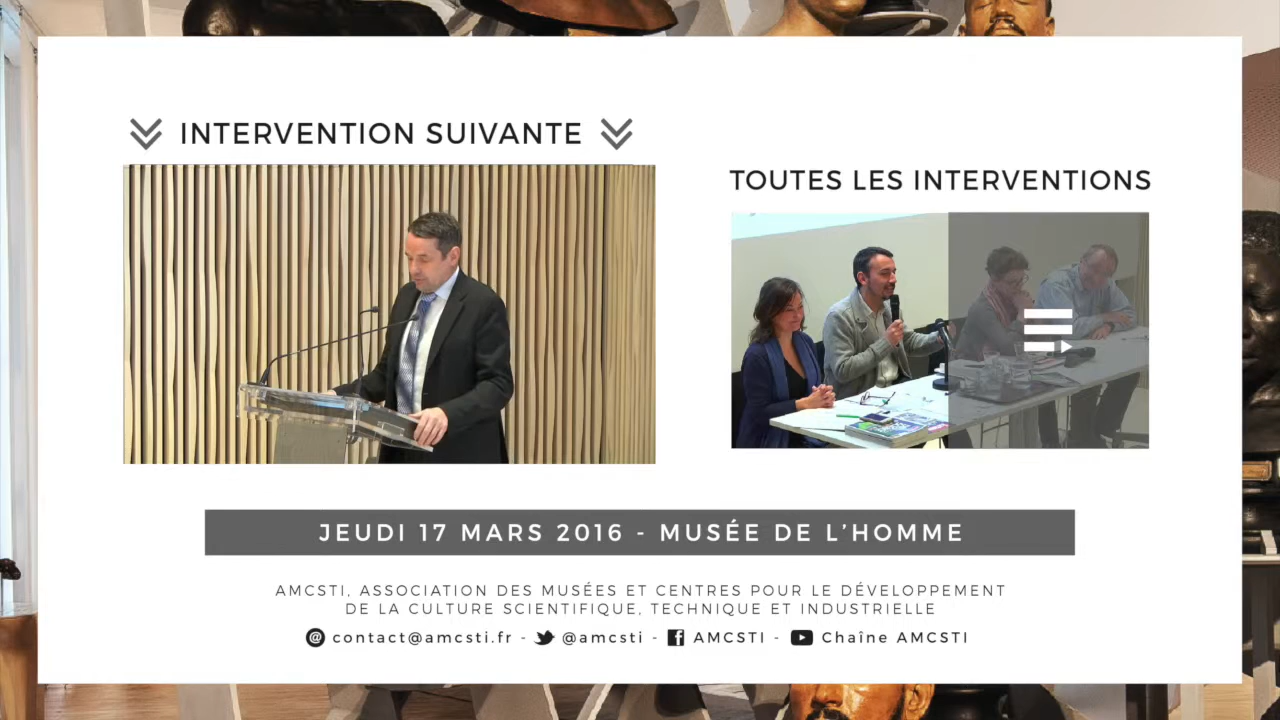 INTERVENTION SUIVANTE
TOUTES LES INTERVENTIONS
JEUDI 17 MARS 2016 - MUSÉE DE L'HOMME
AMCSTI, ASSOCIATION DES MUSÉES ET CENTRES POUR LE DÉVELOPPEMENT
DE LA CULTURE SCIENTIFIQUE, TECHNIQUE ET INDUSTRIELLE
contact@amcsti.fr - @amcsti - AMCSTI - Chaîne AMCSTI